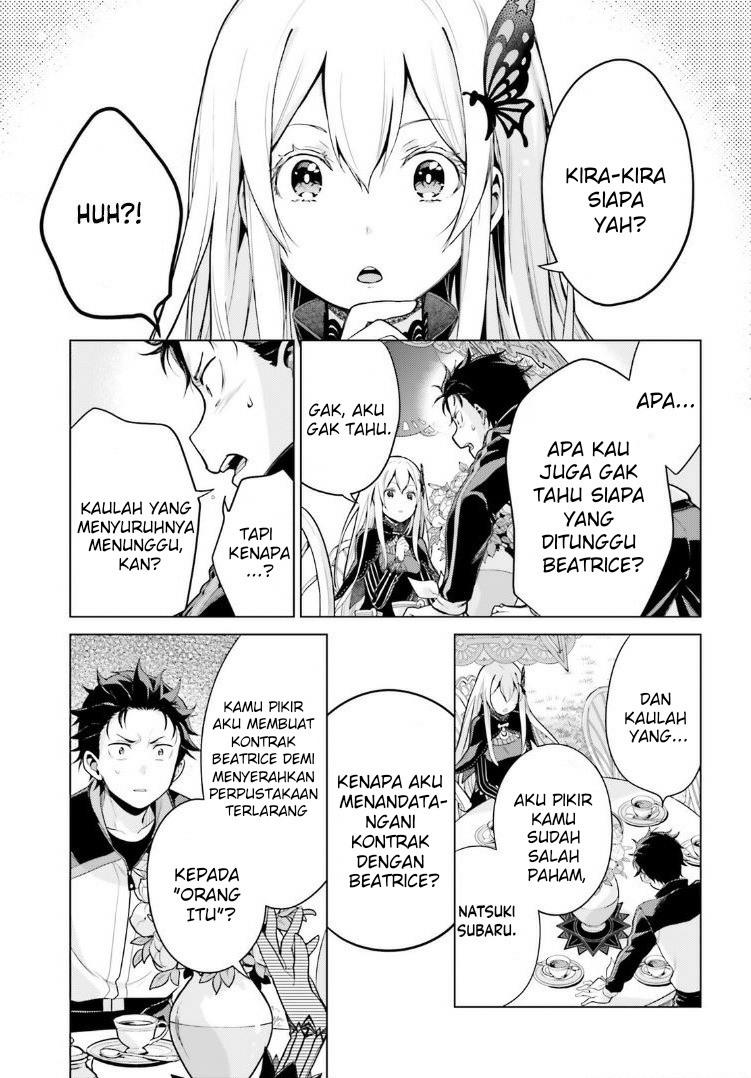 KIRA-KIRA
SIAPA
YAH?
HUH?!
APA...
APA KAU
JUGA GAK
TAHU SIAPA
YANG
DITUNGGU
BEATRICE?
GAK, AKU
GAK TAHU.
TAPI
KENAPA
...?
KAULAH YANG
MENYURUHNYA
MENUNGGU,
KAN?
DAN
KAULAH
YANG...
AKU PIKIR
KAMU
SUDAH
SALAH
PAHAM,
NATSUKI
SUBARU.
KENAPA AKU
MENANDATA-
NGANI
KONTRAK
DENGAN
BEATRICE?
KAMU PIKIR
AKU MEMBUAT
KONTRAK
BEATRICE DEMI
MENYERAHKAN
PERPUSTAKAAN
TERLARANG
KEPADA
"ORANG
ITU"?